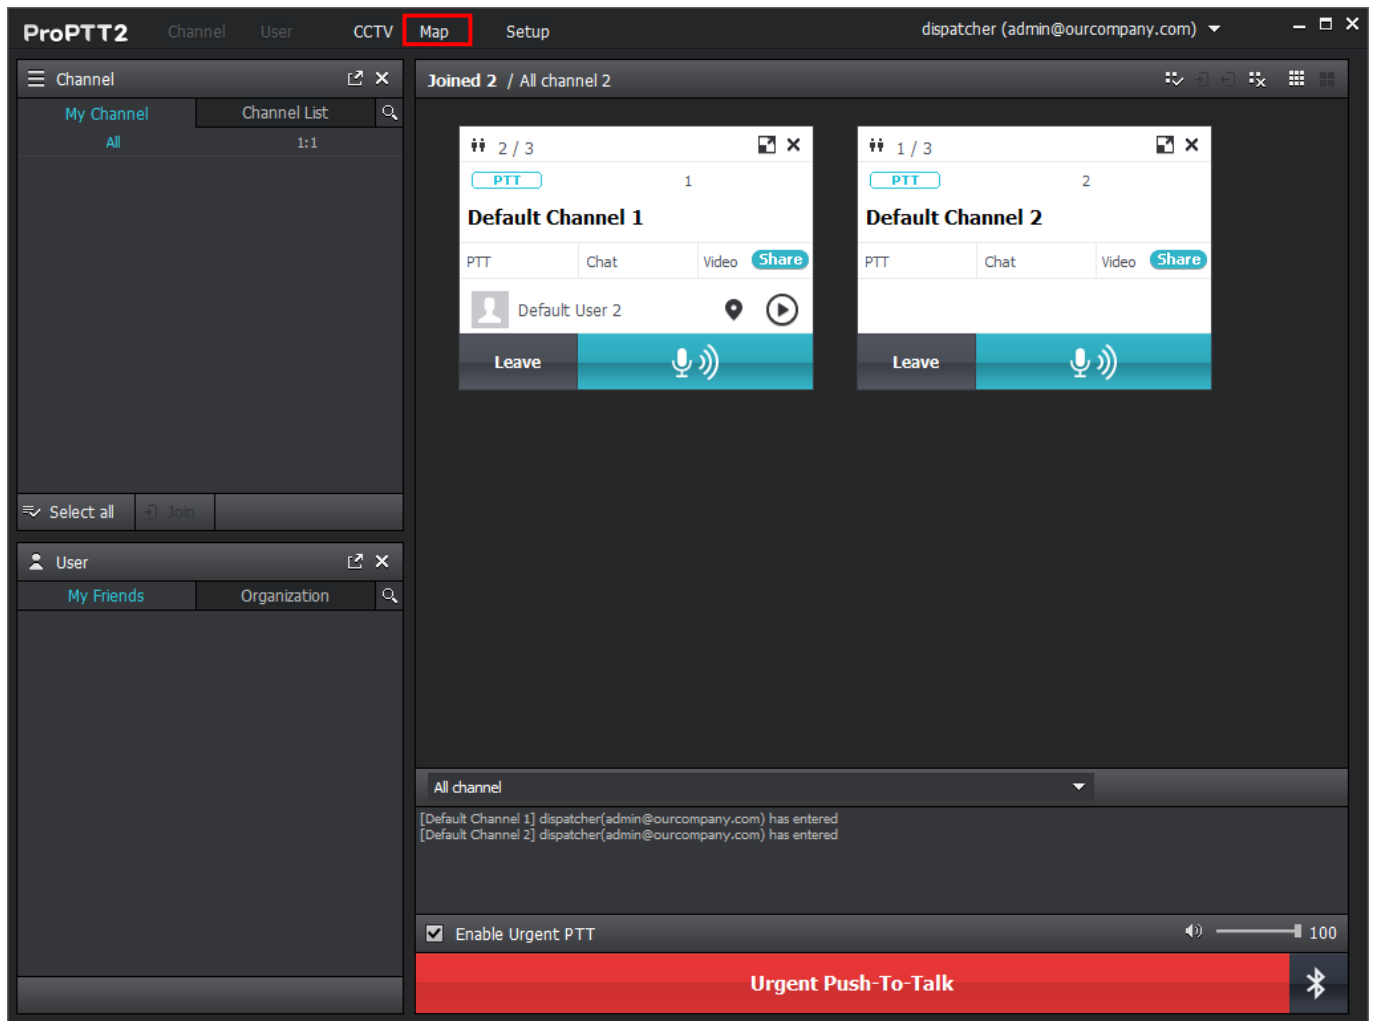 ProPTT2 Channel User CCTV Map Setup dispatcher (admin@ourcompany.com)
Channel
My Channel Channel List
All 1:1
Select all Join
User
My Friends Organization
Joined 2 / All channel 2
2 / 3
PTT 1
Default Channel 1
PTT Chat Video Share
Default User 2
Leave
1 / 3
PTT 2
Default Channel 2
PTT Chat Video Share
Leave
All channel
[Default Channel 1] dispatcher(admin@ourcompany.com) has entered
[Default Channel 2] dispatcher(admin@ourcompany.com) has entered
Enable Urgent PTT 100
Urgent Push-To-Talk